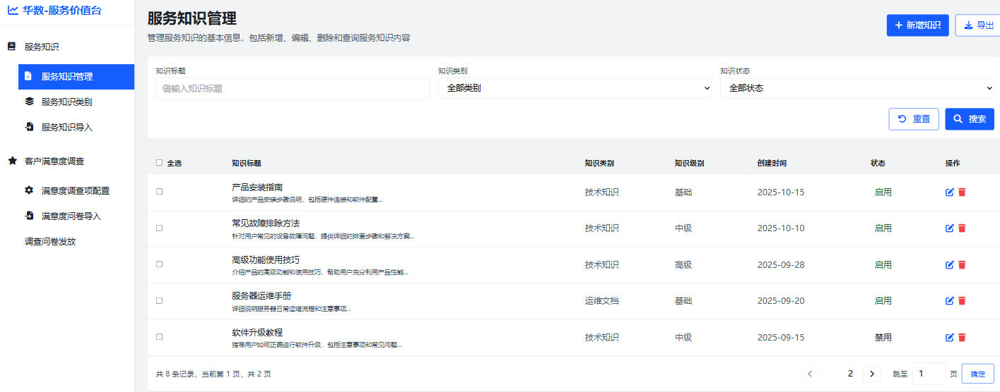 华数-服务价值台
服务知识
服务知识管理
服务知识类别
服务知识导入
客户满意度调查
满意度调查项配置
满意度问卷导入
调查问卷发放
服务知识管理
管理服务知识的基本信息，包括新增、编辑、删除和查询服务知识内容
新增知识 导出
知识标题 知识类别 知识状态
请输入知识标题 全部类别 全部状态
重置 搜索
全选 知识标题 知识类别 知识级别 创建时间 状态 操作
产品安装指南 技术知识 基础 2025-10-15 启用
详细的产品安装步骤说明，包括硬件连接和软件配置...
常见故障排除方法 技术知识 中级 2025-10-10 启用
针对用户常见的设备故障问题，提供详细的排查步骤和解决方案...
高级功能使用技巧 技术知识 高级 2025-09-28 启用
介绍产品的高级功能和使用技巧，帮助用户充分利用产品性能...
服务器运维手册 运维文档 基础 2025-09-20 启用
详细说明服务器日常运维流程和注意事项...
软件升级教程 技术知识 中级 2025-09-15 禁用
指导用户如何正确进行软件升级，包括注意事项和常见问题...
共 8 条记录，当前第 1 页，共 2 页 2 跳至 1 页 确定